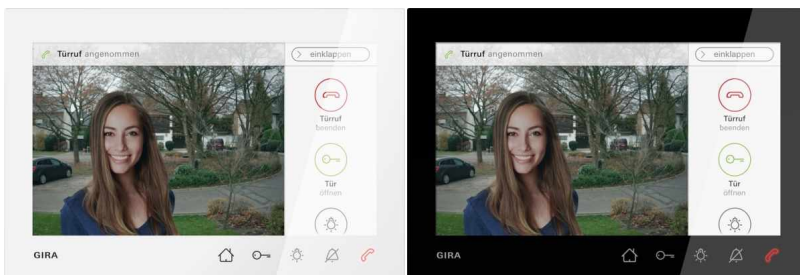 Türruf angenommen
einklappen
Türruf
beenden
Tür
öffnen
GIRA
Türruf angenommen
einklappen
Türruf
beenden
Tür
öffnen
GIRA